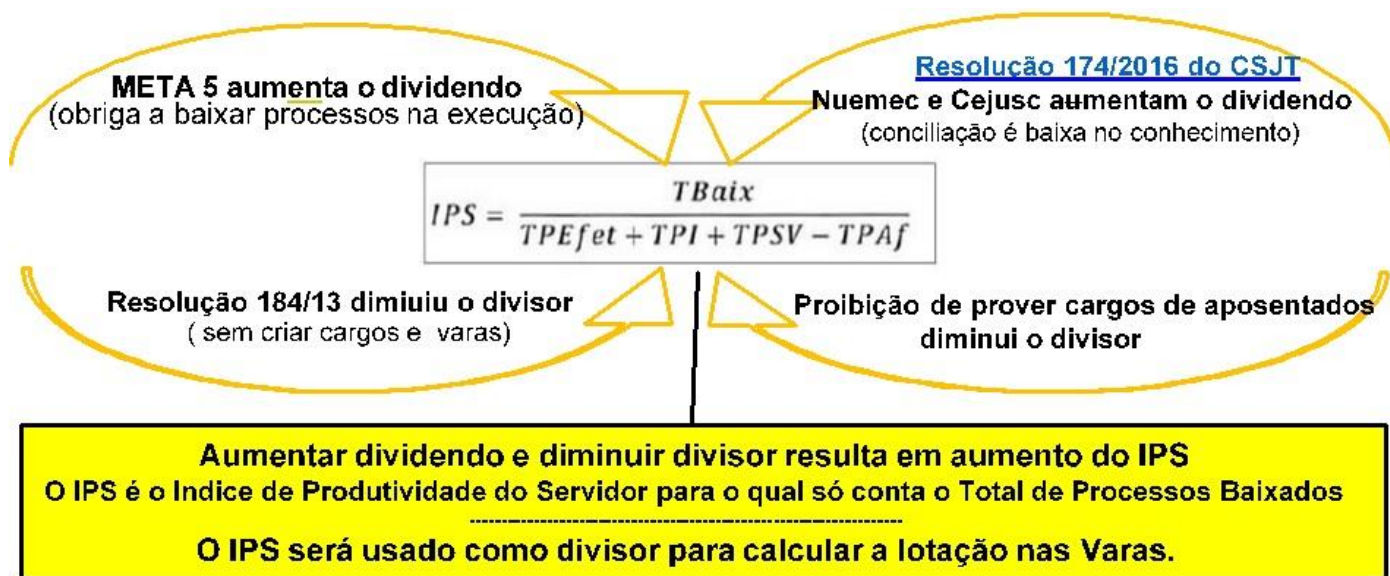 META 5 aumenta o dividendo
(obriga a baixar processos na execução)
Resolução 174/2016 do CSJT
Nuemec e Cejusc aumentam o dividendo
(conciliação é baixa no conhecimento)
IPS = TBaix / TPEfet + TPI + TPSV − TPAf
Resolução 184/13 dimiuiu o divisor
( sem criar cargos e varas)
Proibição de prover cargos de aposentados
diminui o divisor
Aumentar dividendo e diminuir divisor resulta em aumento do IPS
O IPS é o Indice de Produtividade do Servidor para o qual só conta o Total de Processos Baixados
--------------------------------------------------------------
O IPS será usado como divisor para calcular a lotação nas Varas.